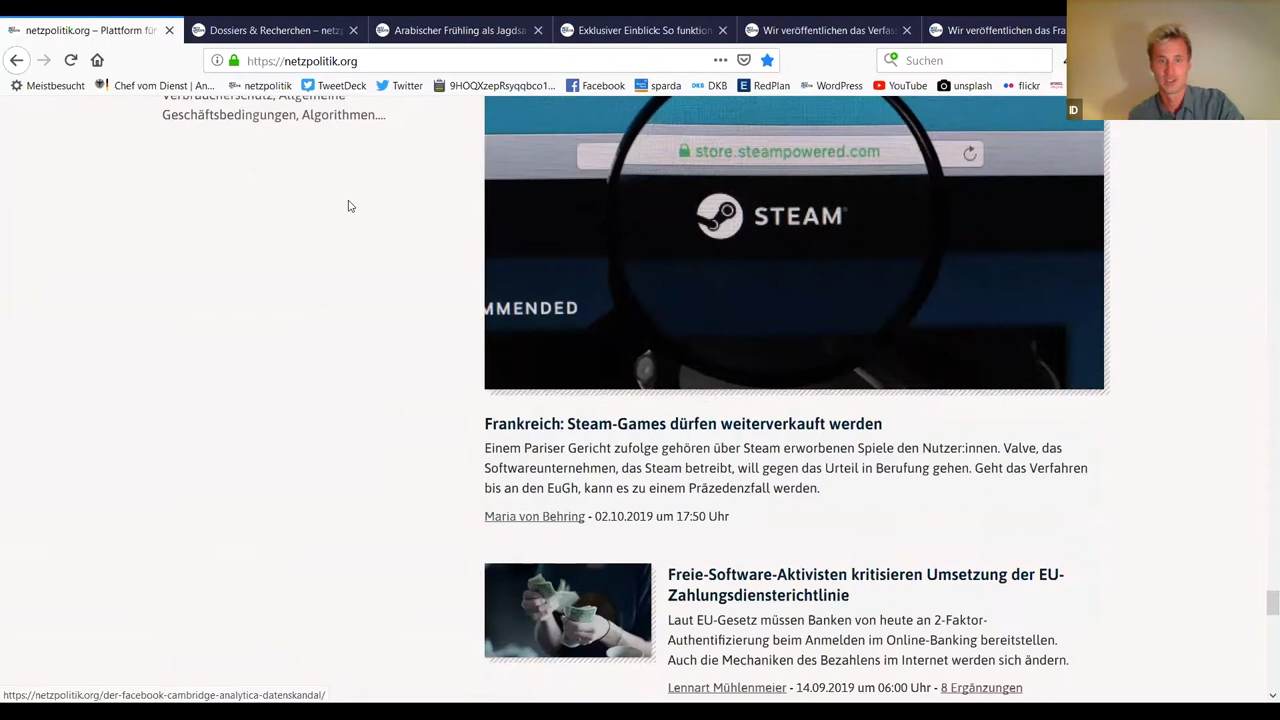 netzpolitik.org – Plattform für
Dossiers & Recherchen – netz
Arabischer Frühling als Jagdsa
Exklusiver Einblick: So funktion
Wir veröffentlichen das Verfas
Wir veröffentlichen das Fra
https://netzpolitik.org
Suchen
Meistbesucht
Chef vom Dienst | An...
netzpolitik
TweetDeck
Twitter
9HOQXzepRsyqqbco1...
Facebook
sparda
DKB DKB
RedPlan
WordPress
YouTube
unsplash
flickr
ID
Verbraucherschutz, Allgemeine
Geschäftsbedingungen, Algorithmen....
store.steampowered.com
STEAM
MMENDED
Frankreich: Steam-Games dürfen weiterverkauft werden
Einem Pariser Gericht zufolge gehören über Steam erworbenen Spiele den Nutzer:innen. Valve, das
Softwareunternehmen, das Steam betreibt, will gegen das Urteil in Berufung gehen. Geht das Verfahren
bis an den EuGh, kann es zu einem Präzedenzfall werden.
Maria von Behring - 02.10.2019 um 17:50 Uhr
Freie-Software-Aktivisten kritisieren Umsetzung der EU-
Zahlungsdiensterichtlinie
Laut EU-Gesetz müssen Banken von heute an 2-Faktor-
Authentifizierung beim Anmelden im Online-Banking bereitstellen.
Auch die Mechaniken des Bezahlens im Internet werden sich ändern.
Lennart Mühlenmeier - 14.09.2019 um 06:00 Uhr - 8 Ergänzungen
https://netzpolitik.org/der-facebook-cambridge-analytica-datenskandal/